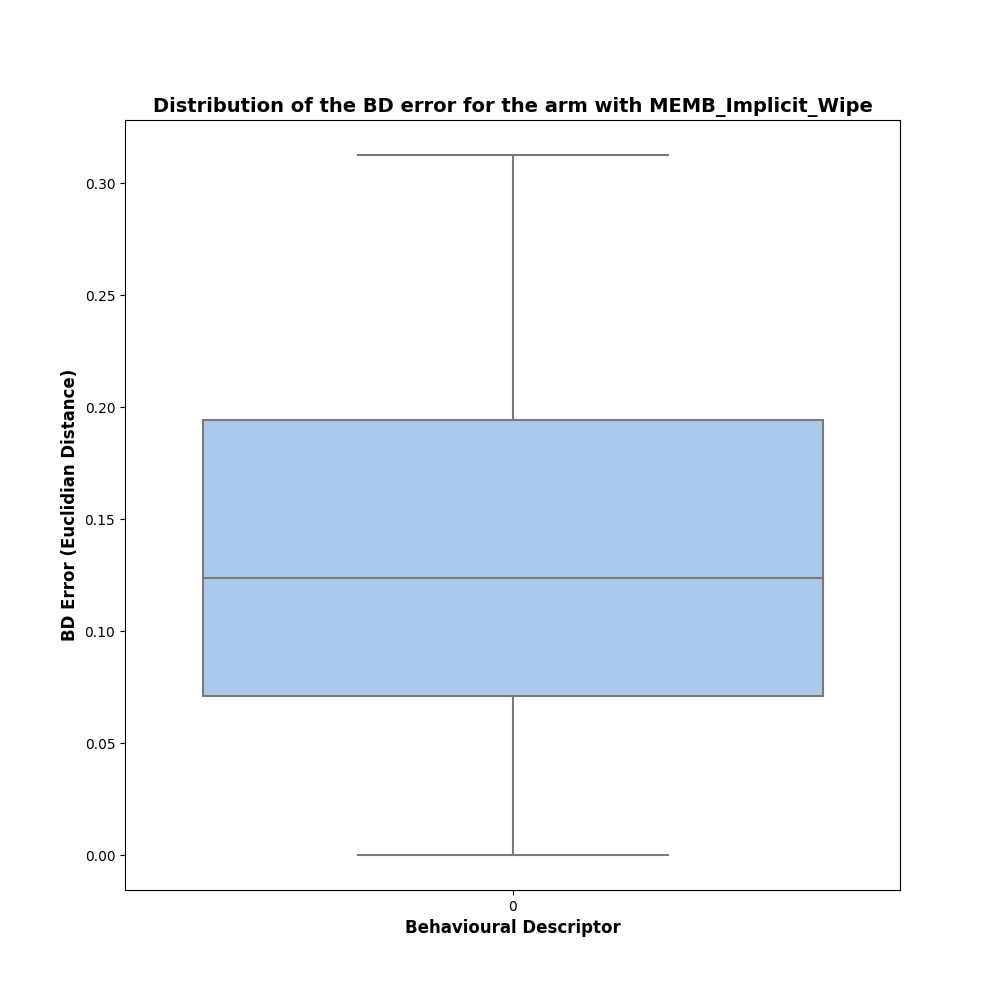 Distribution of the BD error for the arm with MEMB_Implicit_Wipe
0.30
0.25
0.20
0.15
0.10
0.05
0.00
BD Error (Euclidian Distance)
0
Behavioural Descriptor